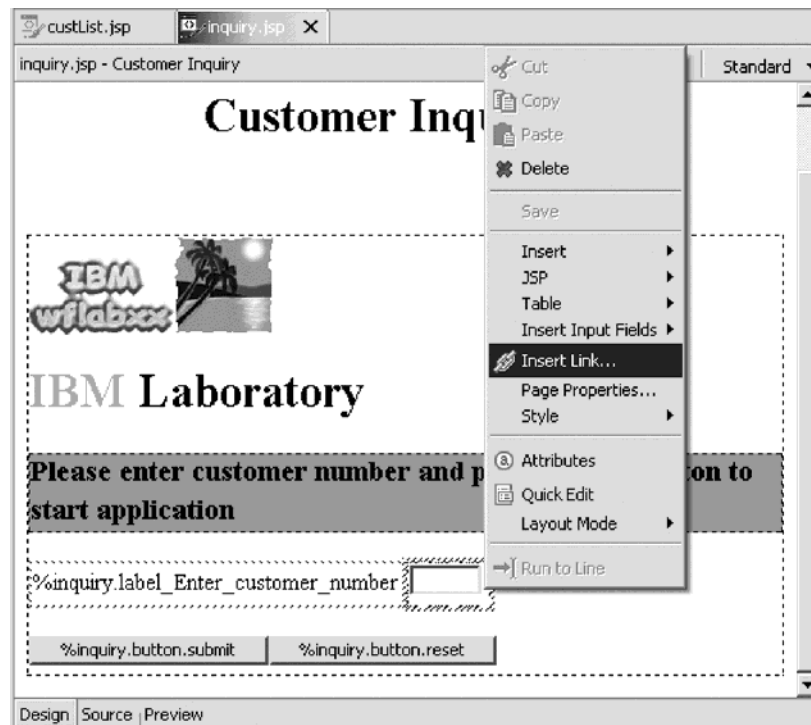 custList.jsp
inquiry.jsp
inquiry.jsp - Customer Inquiry
Standard
Customer Inqu
Cut
Copy
Paste
Delete
Save
Insert
JSP
Table
Insert Input Fields
Insert Link...
Page Properties...
Style
Attributes
Quick Edit
Layout Mode
Run to Line
IBM
wflabxx
IBM Laboratory
Please enter customer number and p on to
start application
%inquiry.label_Enter_customer_number
%inquiry.button.submit %inquiry.button.reset
Design Source Preview